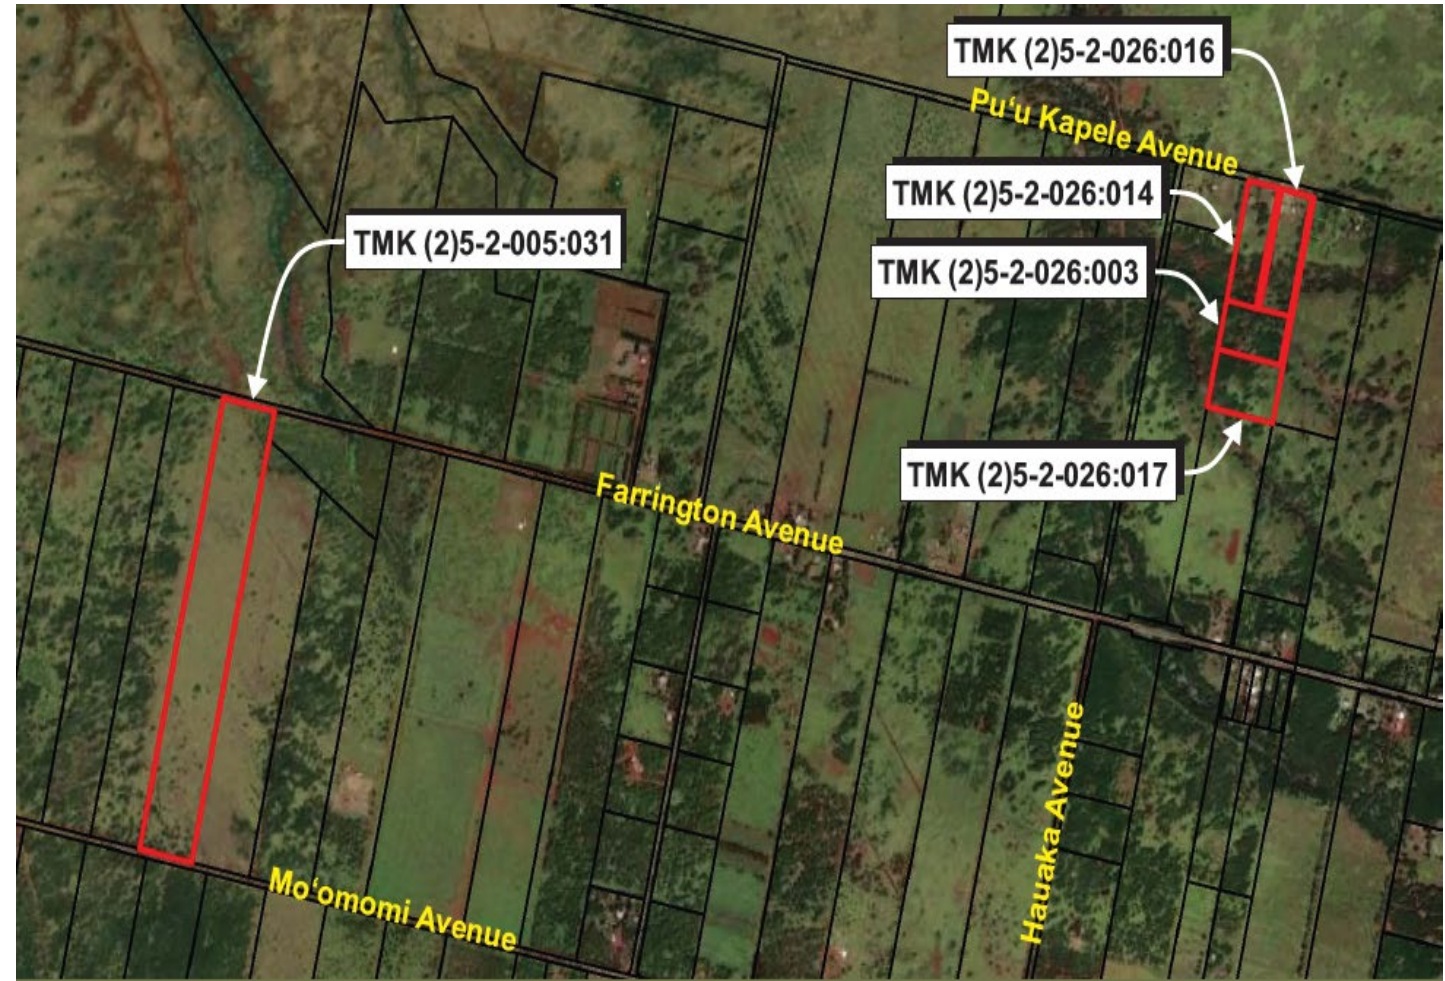 TMK (2)5-2-026:016
Pu‘u Kapele Avenue
TMK (2)5-2-026:014
TMK (2)5-2-005:031
TMK (2)5-2-026:003
TMK (2)5-2-026:017
Farrington Avenue
Hauaka Avenue
Mo‘omomi Avenue